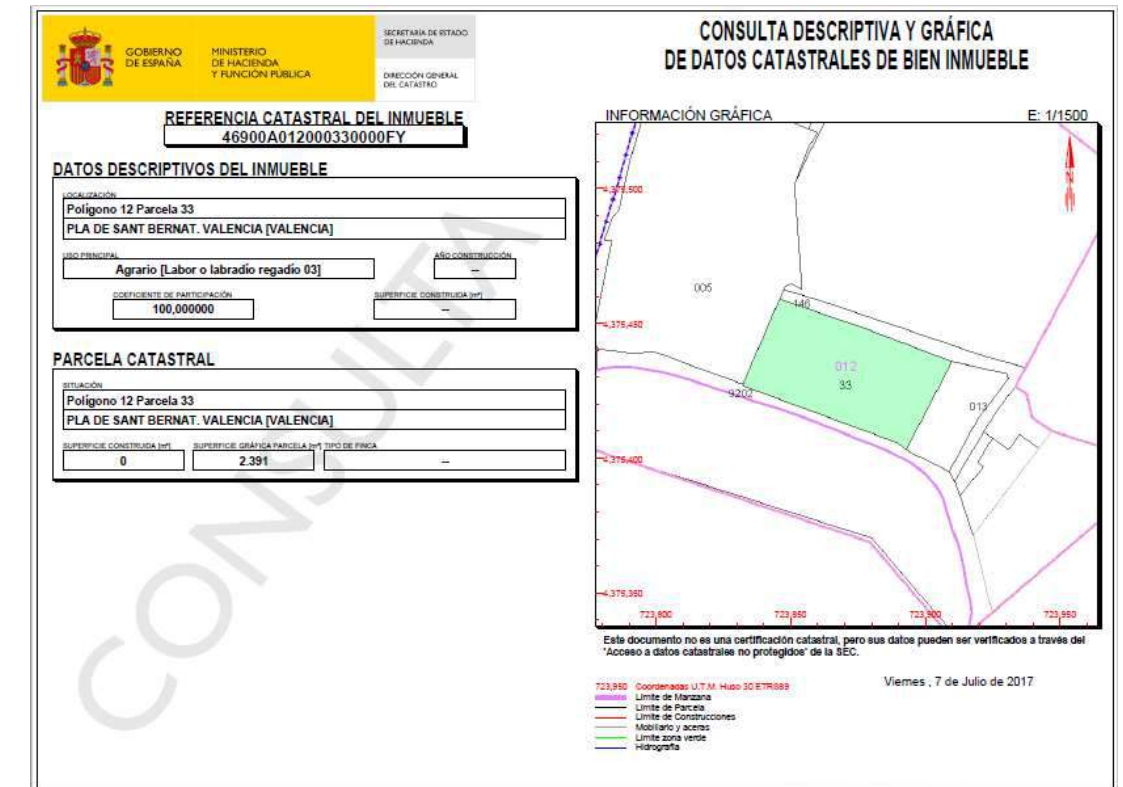 GOBIERNO
DE ESPAÑA
MINISTERIO
DE HACIENDA
Y FUNCIÓN PÚBLICA
SECRETARÍA DE ESTADO
DE HACIENDA
DIRECCIÓN GENERAL
DEL CATASTRO
CONSULTA DESCRIPTIVA Y GRÁFICA
DE DATOS CATASTRALES DE BIEN INMUEBLE
REFERENCIA CATASTRAL DEL INMUEBLE
46900A012000330000FY
DATOS DESCRIPTIVOS DEL INMUEBLE
LOCALIZACIÓN
Polígono 12 Parcela 33
PLA DE SANT BERNAT. VALENCIA [VALENCIA]
USO PRINCIPAL
Agrario [Labor o labradío regadío 03]
AÑO CONSTRUCCIÓN
--
COEFICIENTE DE PARTICIPACIÓN
100,000000
SUPERFICIE CONSTRUIDA [m²]
--
PARCELA CATASTRAL
SITUACIÓN
Polígono 12 Parcela 33
PLA DE SANT BERNAT. VALENCIA [VALENCIA]
SUPERFICIE CONSTRUIDA [m²]
0
SUPERFICIE GRÁFICA PARCELA [m²]
2.391
TIPO DE FINCA
--
CONSULTA
INFORMACIÓN GRÁFICA
E: 1/1500
N
4,375,500
005
146
4,375,450
012
33
9202
013
4,375,400
4,375,350
723,800
723,850
723,900
723,950
Este documento no es una certificación catastral, pero sus datos pueden ser verificados a través del
"Acceso a datos catastrales no protegidos" de la SEC.
723,950 Coordenadas U.T.M. Huso 30 ETRS89
Límite de Manzana
Límite de Parcela
Límite de Construcciones
Mobiliario y aceras
Límite zona verde
Hidrografía
Viernes , 7 de Julio de 2017